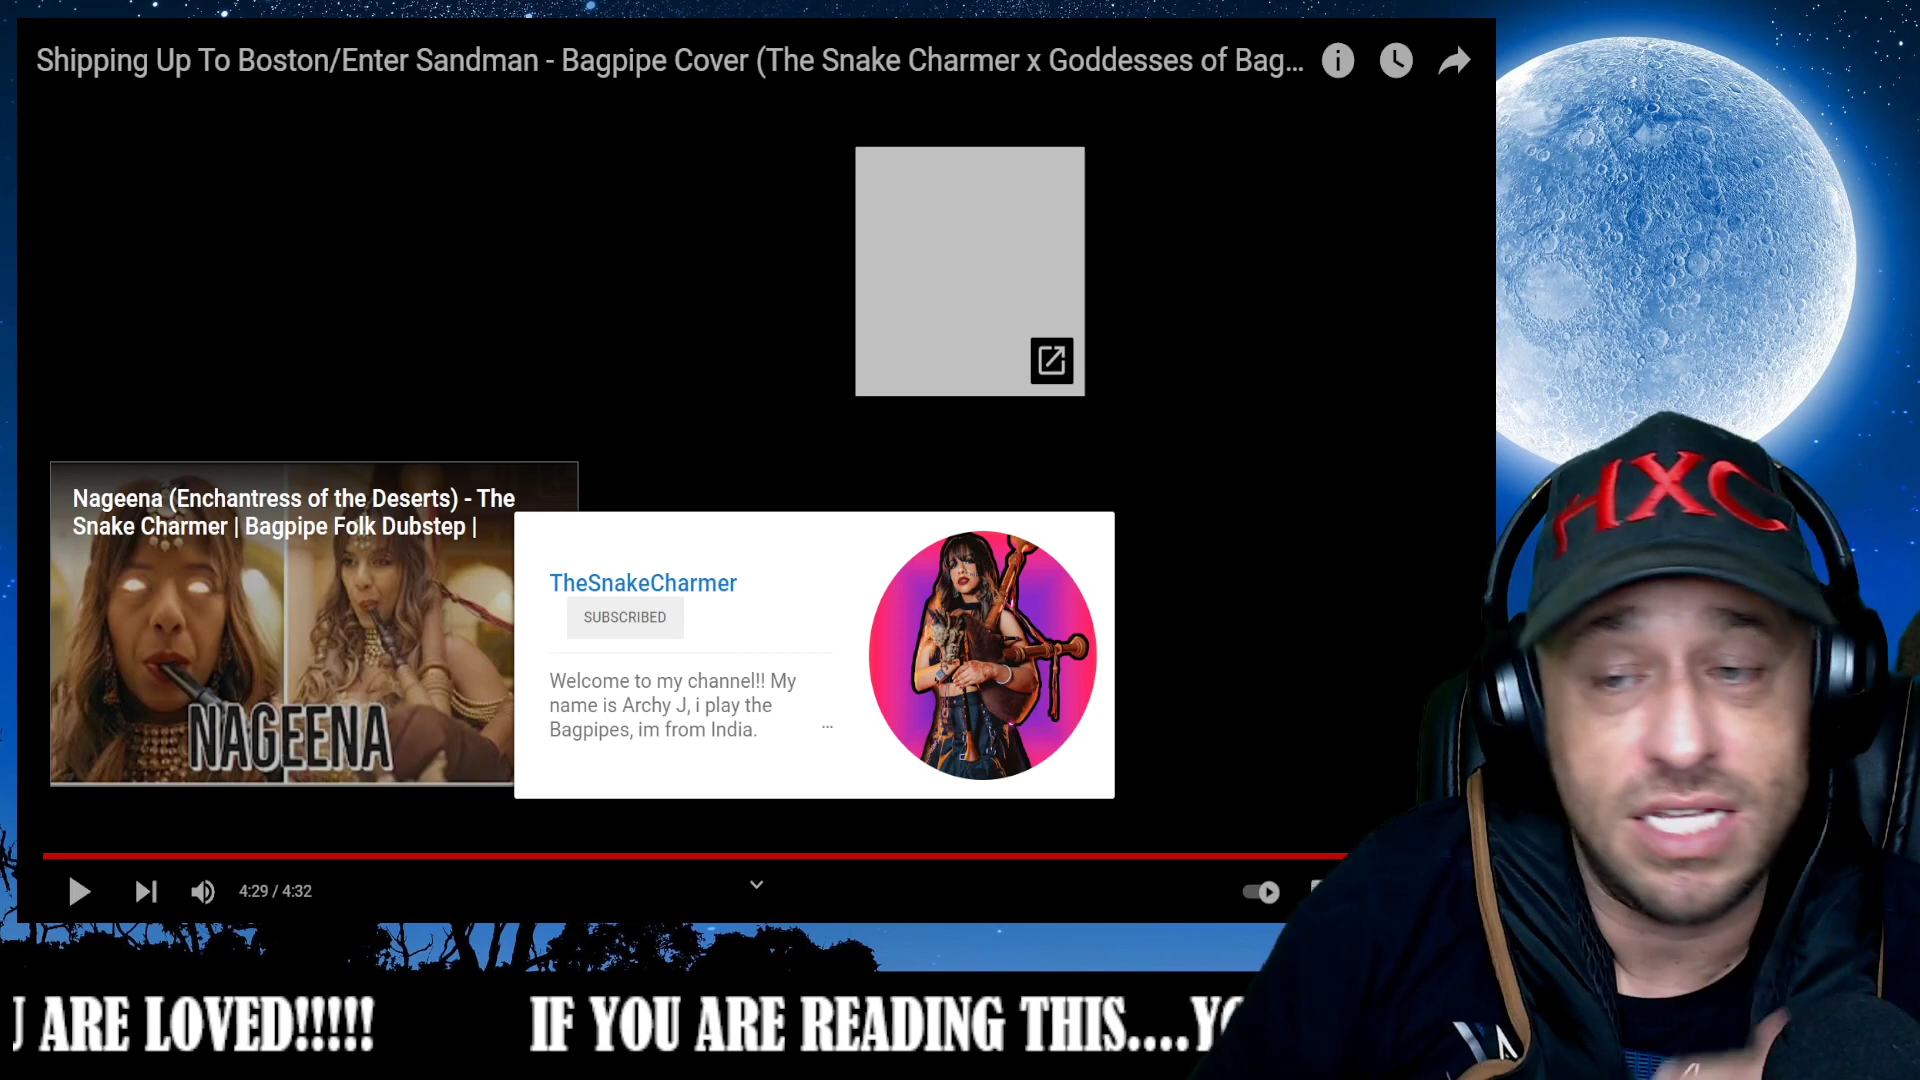 Shipping Up To Boston/Enter Sandman - Bagpipe Cover (The Snake Charmer x Goddesses of Bag...
Nageena (Enchantress of the Deserts) - The
Snake Charmer | Bagpipe Folk Dubstep |
NAGEENA
TheSnakeCharmer
SUBSCRIBED
Welcome to my channel!! My
name is Archy J, i play the
Bagpipes, im from India.
...
HXC
4:29 / 4:32
U ARE LOVED!!!!! IF YOU ARE READING THIS....YO